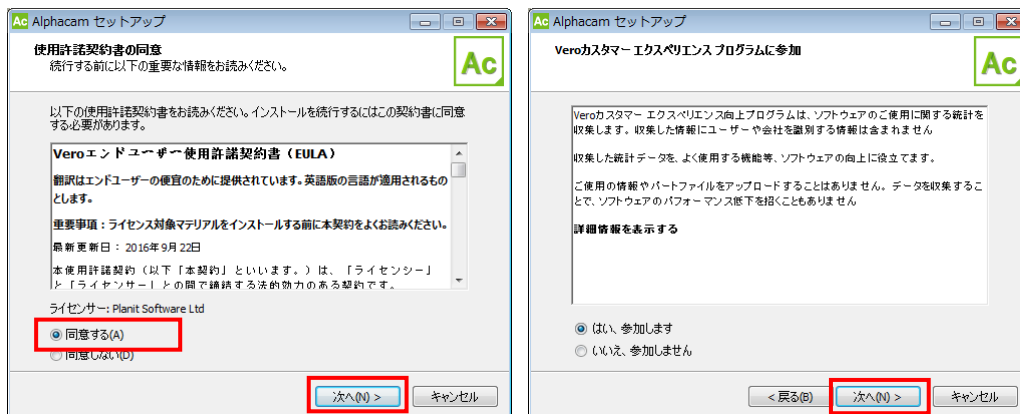 Ac Alphacam セットアップ
使用許諾契約書の同意
続行する前に以下の重要な情報をお読みください。
Ac
以下の使用許諾契約書をお読みください。インストールを続行するにはこの契約書に同意
する必要があります。
Veroエンドユーザー使用許諾契約書（EULA）
翻訳はエンドユーザーの便宜のために提供されています。英語版の言語が適用されるもの
とします。
重要事項：ライセンス対象マテリアルをインストールする前に本契約をよくお読みください。
最新更新日：2016年9月22日
本使用許諾契約（以下「本契約」といいます。）は、「ライセンシー」
と「ライセンサー」との間で締結する法的効力のある契約です。
ライセンサー: Planit Software Ltd
同意する(A)
同意しない(D)
次へ(N) >
キャンセル
Ac Alphacam セットアップ
Veroカスタマー エクスペリエンス プログラムに参加
Ac
Veroカスタマー エクスペリエンス向上プログラムは、ソフトウェアのご使用に関する統計を
収集します。収集した情報にユーザーや会社を識別する情報は含まれません
収集した統計データを、よく使用する機能等、ソフトウェアの向上に役立てます。
ご使用の情報やパートファイルをアップロードすることはありません。データを収集するこ
とで、ソフトウェアのパフォーマンス低下を招くこともありません
詳細情報を表示する
はい、参加します
いいえ、参加しません
< 戻る(B)
次へ(N) >
キャンセル